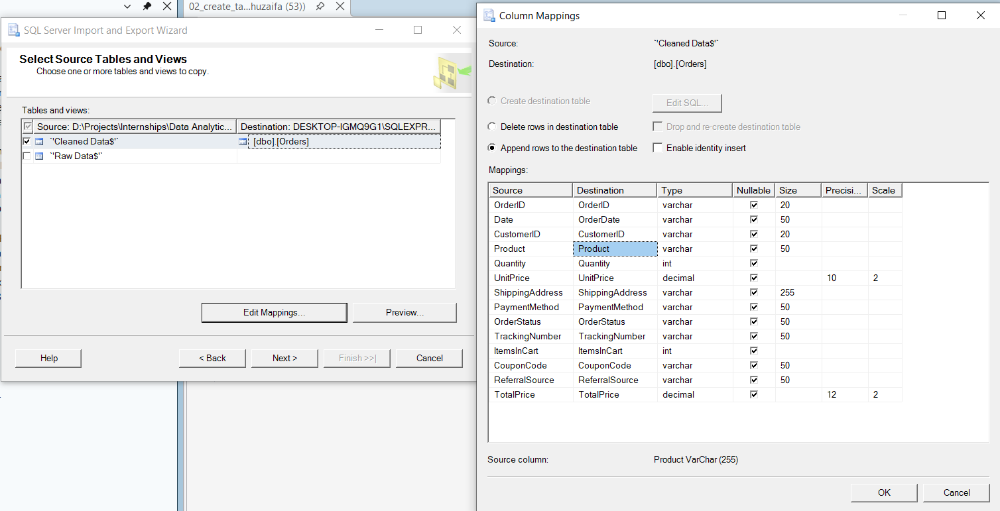 02_create_ta...huzaifa (53))
SQL Server Import and Export Wizard
Select Source Tables and Views
Choose one or more tables and views to copy.
Tables and views:
Source: D:\Projects\Internships\Data Analytic... Destination: DESKTOP-IGMQ9G1\SQLEXPR...
`'Cleaned Data$'` [dbo].[Orders]
`'Raw Data$'`
Edit Mappings... Preview...
Help < Back Next > Finish >>| Cancel
Column Mappings
Source: `'Cleaned Data$'`
Destination: [dbo].[Orders]
Create destination table Edit SQL...
Delete rows in destination table Drop and re-create destination table
Append rows to the destination table Enable identity insert
Mappings:
Source Destination Type Nullable Size Precisi... Scale
OrderID OrderID varchar 20
Date OrderDate varchar 50
CustomerID CustomerID varchar 20
Product Product varchar 50
Quantity Quantity int
UnitPrice UnitPrice decimal 10 2
ShippingAddress ShippingAddress varchar 255
PaymentMethod PaymentMethod varchar 50
OrderStatus OrderStatus varchar 50
TrackingNumber TrackingNumber varchar 50
ItemsInCart ItemsInCart int
CouponCode CouponCode varchar 50
ReferralSource ReferralSource varchar 50
TotalPrice TotalPrice decimal 12 2
Source column: Product VarChar (255)
OK Cancel